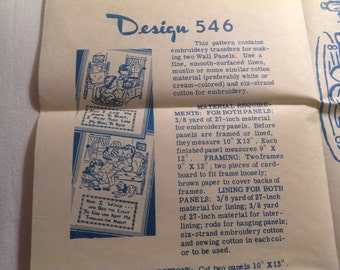 Design 546
This pattern contains
embroidery transfers for mak-
ing two Wall Panels. Use a
fine, smooth-surfaced linen,
muslin or some similar cotton
material (preferably white or
cream-colored) and six-strand
cotton for embroidery.
MATERIAL REQUIRE-
MENTS: FOR BOTH PANELS:
3/8 yard of 27-inch material
for embroidery panels. Before
panels are framed or lined,
they measure 10" X 13". Each
finished panel measures 9" X
12". FRAMING: Two frames
9" X 12"; two pieces of card-
board to fit frame loosely;
brown paper to cover backs of
frames. LINING FOR BOTH
PANELS: 3/8 yard of 27-inch
material for lining; 3/8 yard
of 27-inch material for inter-
lining; rods for hanging panels;
six-strand embroidery cotton
and sewing cotton in each col-
or to be used.
Cut two panels 10" X 13"